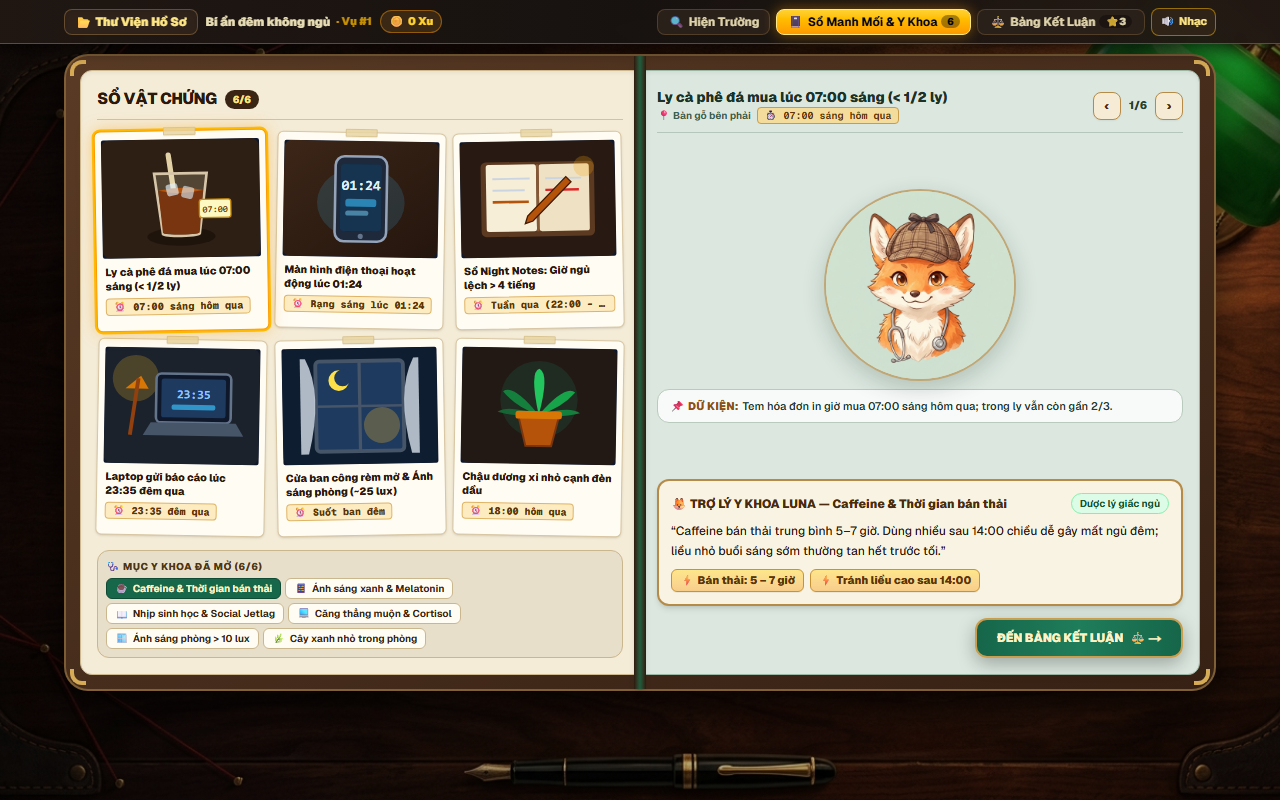 Thư Viện Hồ Sơ
Bí ẩn đêm không ngủ · Vụ #1
0 Xu
Hiện Trường
Sổ Manh Mối & Y Khoa 6
Bảng Kết Luận ⭐3
Nhạc
SỔ VẬT CHỨNG 6/6
07:00
Ly cà phê đá mua lúc 07:00
sáng (< 1/2 ly)
07:00 sáng hôm qua
01:24
Màn hình điện thoại hoạt
động lúc 01:24
Rạng sáng lúc 01:24
Sổ Night Notes: Giờ ngủ
lệch > 4 tiếng
Tuần qua (22:00 – …
23:35
Laptop gửi báo cáo lúc
23:35 đêm qua
23:35 đêm qua
Cửa ban công rèm mờ & Ánh
sáng phòng (~25 lux)
Suốt ban đêm
Chậu dương xỉ nhỏ cạnh đèn
dầu
18:00 hôm qua
MỤC Y KHOA ĐÃ MỞ (6/6)
Caffeine & Thời gian bán thải
Ánh sáng xanh & Melatonin
Nhịp sinh học & Social Jetlag
Căng thẳng muộn & Cortisol
Ánh sáng phòng > 10 lux
Cây xanh nhỏ trong phòng
Ly cà phê đá mua lúc 07:00 sáng (< 1/2 ly)
Bàn gỗ bên phải
07:00 sáng hôm qua
‹ 1/6 ›
DỮ KIỆN: Tem hóa đơn in giờ mua 07:00 sáng hôm qua; trong ly vẫn còn gần 2/3.
TRỢ LÝ Y KHOA LUNA — Caffeine & Thời gian bán thải
Dược lý giấc ngủ
“Caffeine bán thải trung bình 5–7 giờ. Dùng nhiều sau 14:00 chiều dễ gây mất ngủ đêm;
liều nhỏ buổi sáng sớm thường tan hết trước tối.”
Bán thải: 5 – 7 giờ
Tránh liều cao sau 14:00
ĐẾN BẢNG KẾT LUẬN ⚖️ →